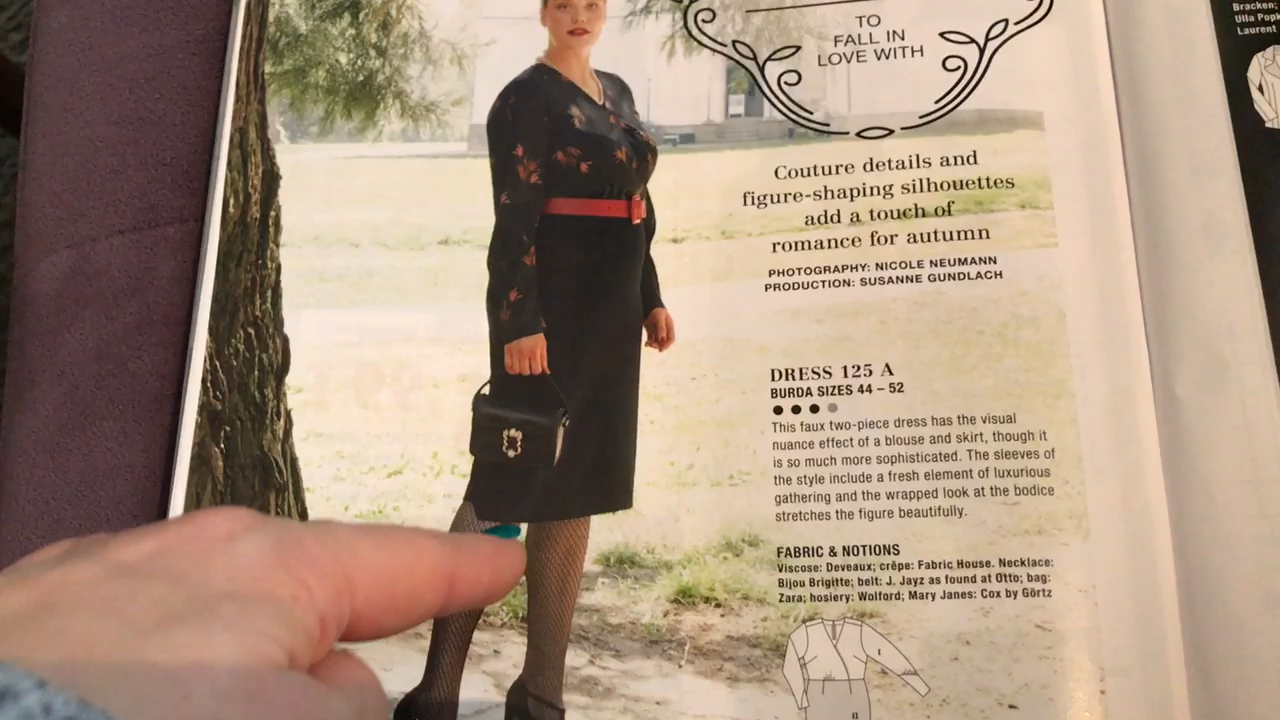 TO
FALL IN
LOVE WITH
Couture details and
figure-shaping silhouettes
add a touch of
romance for autumn
PHOTOGRAPHY: NICOLE NEUMANN
PRODUCTION: SUSANNE GUNDLACH
DRESS 125 A
BURDA SIZES 44 – 52
This faux two-piece dress has the visual
nuance effect of a blouse and skirt, though it
is so much more sophisticated. The sleeves of
the style include a fresh element of luxurious
gathering and the wrapped look at the bodice
stretches the figure beautifully.
FABRIC & NOTIONS
Viscose: Deveaux; crêpe: Fabric House. Necklace:
Bijou Brigitte; belt: J. Jayz as found at Otto; bag:
Zara; hosiery: Wolford; Mary Janes: Cox by Görtz
I
II
Bracken;
Ulla Pop
Laurent